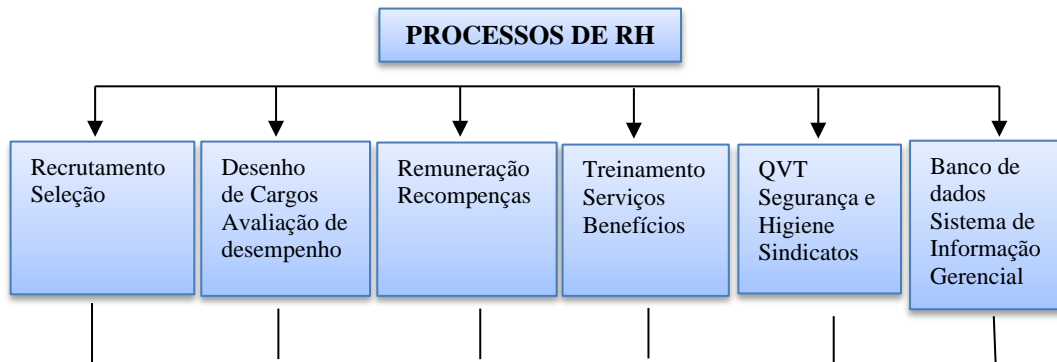 PROCESSOS DE RH
Recrutamento
Seleção
Desenho
de Cargos
Avaliação de
desempenho
Remuneração
Recompenças
Treinamento
Serviços
Benefícios
QVT
Segurança e
Higiene
Sindicatos
Banco de
dados
Sistema de
Informação
Gerencial